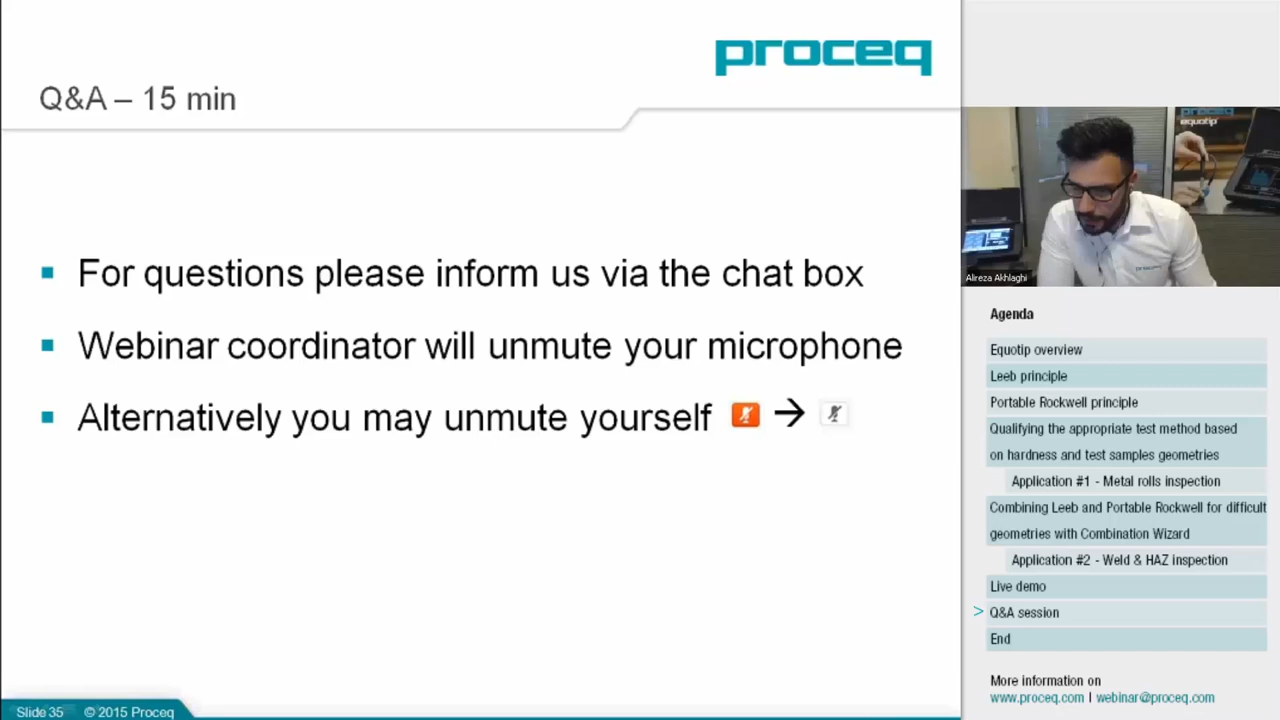 proceq
Q&A – 15 min
For questions please inform us via the chat box
Webinar coordinator will unmute your microphone
Alternatively you may unmute yourself
Slide 35 © 2015 Proceq
proceq
equotip
proceq
Alireza Akhlaghi
Agenda
Equotip overview
Leeb principle
Portable Rockwell principle
Qualifying the appropriate test method based
on hardness and test samples geometries
Application #1 - Metal rolls inspection
Combining Leeb and Portable Rockwell for difficult
geometries with Combination Wizard
Application #2 - Weld & HAZ inspection
Live demo
> Q&A session
End
More information on
www.proceq.com | webinar@proceq.com